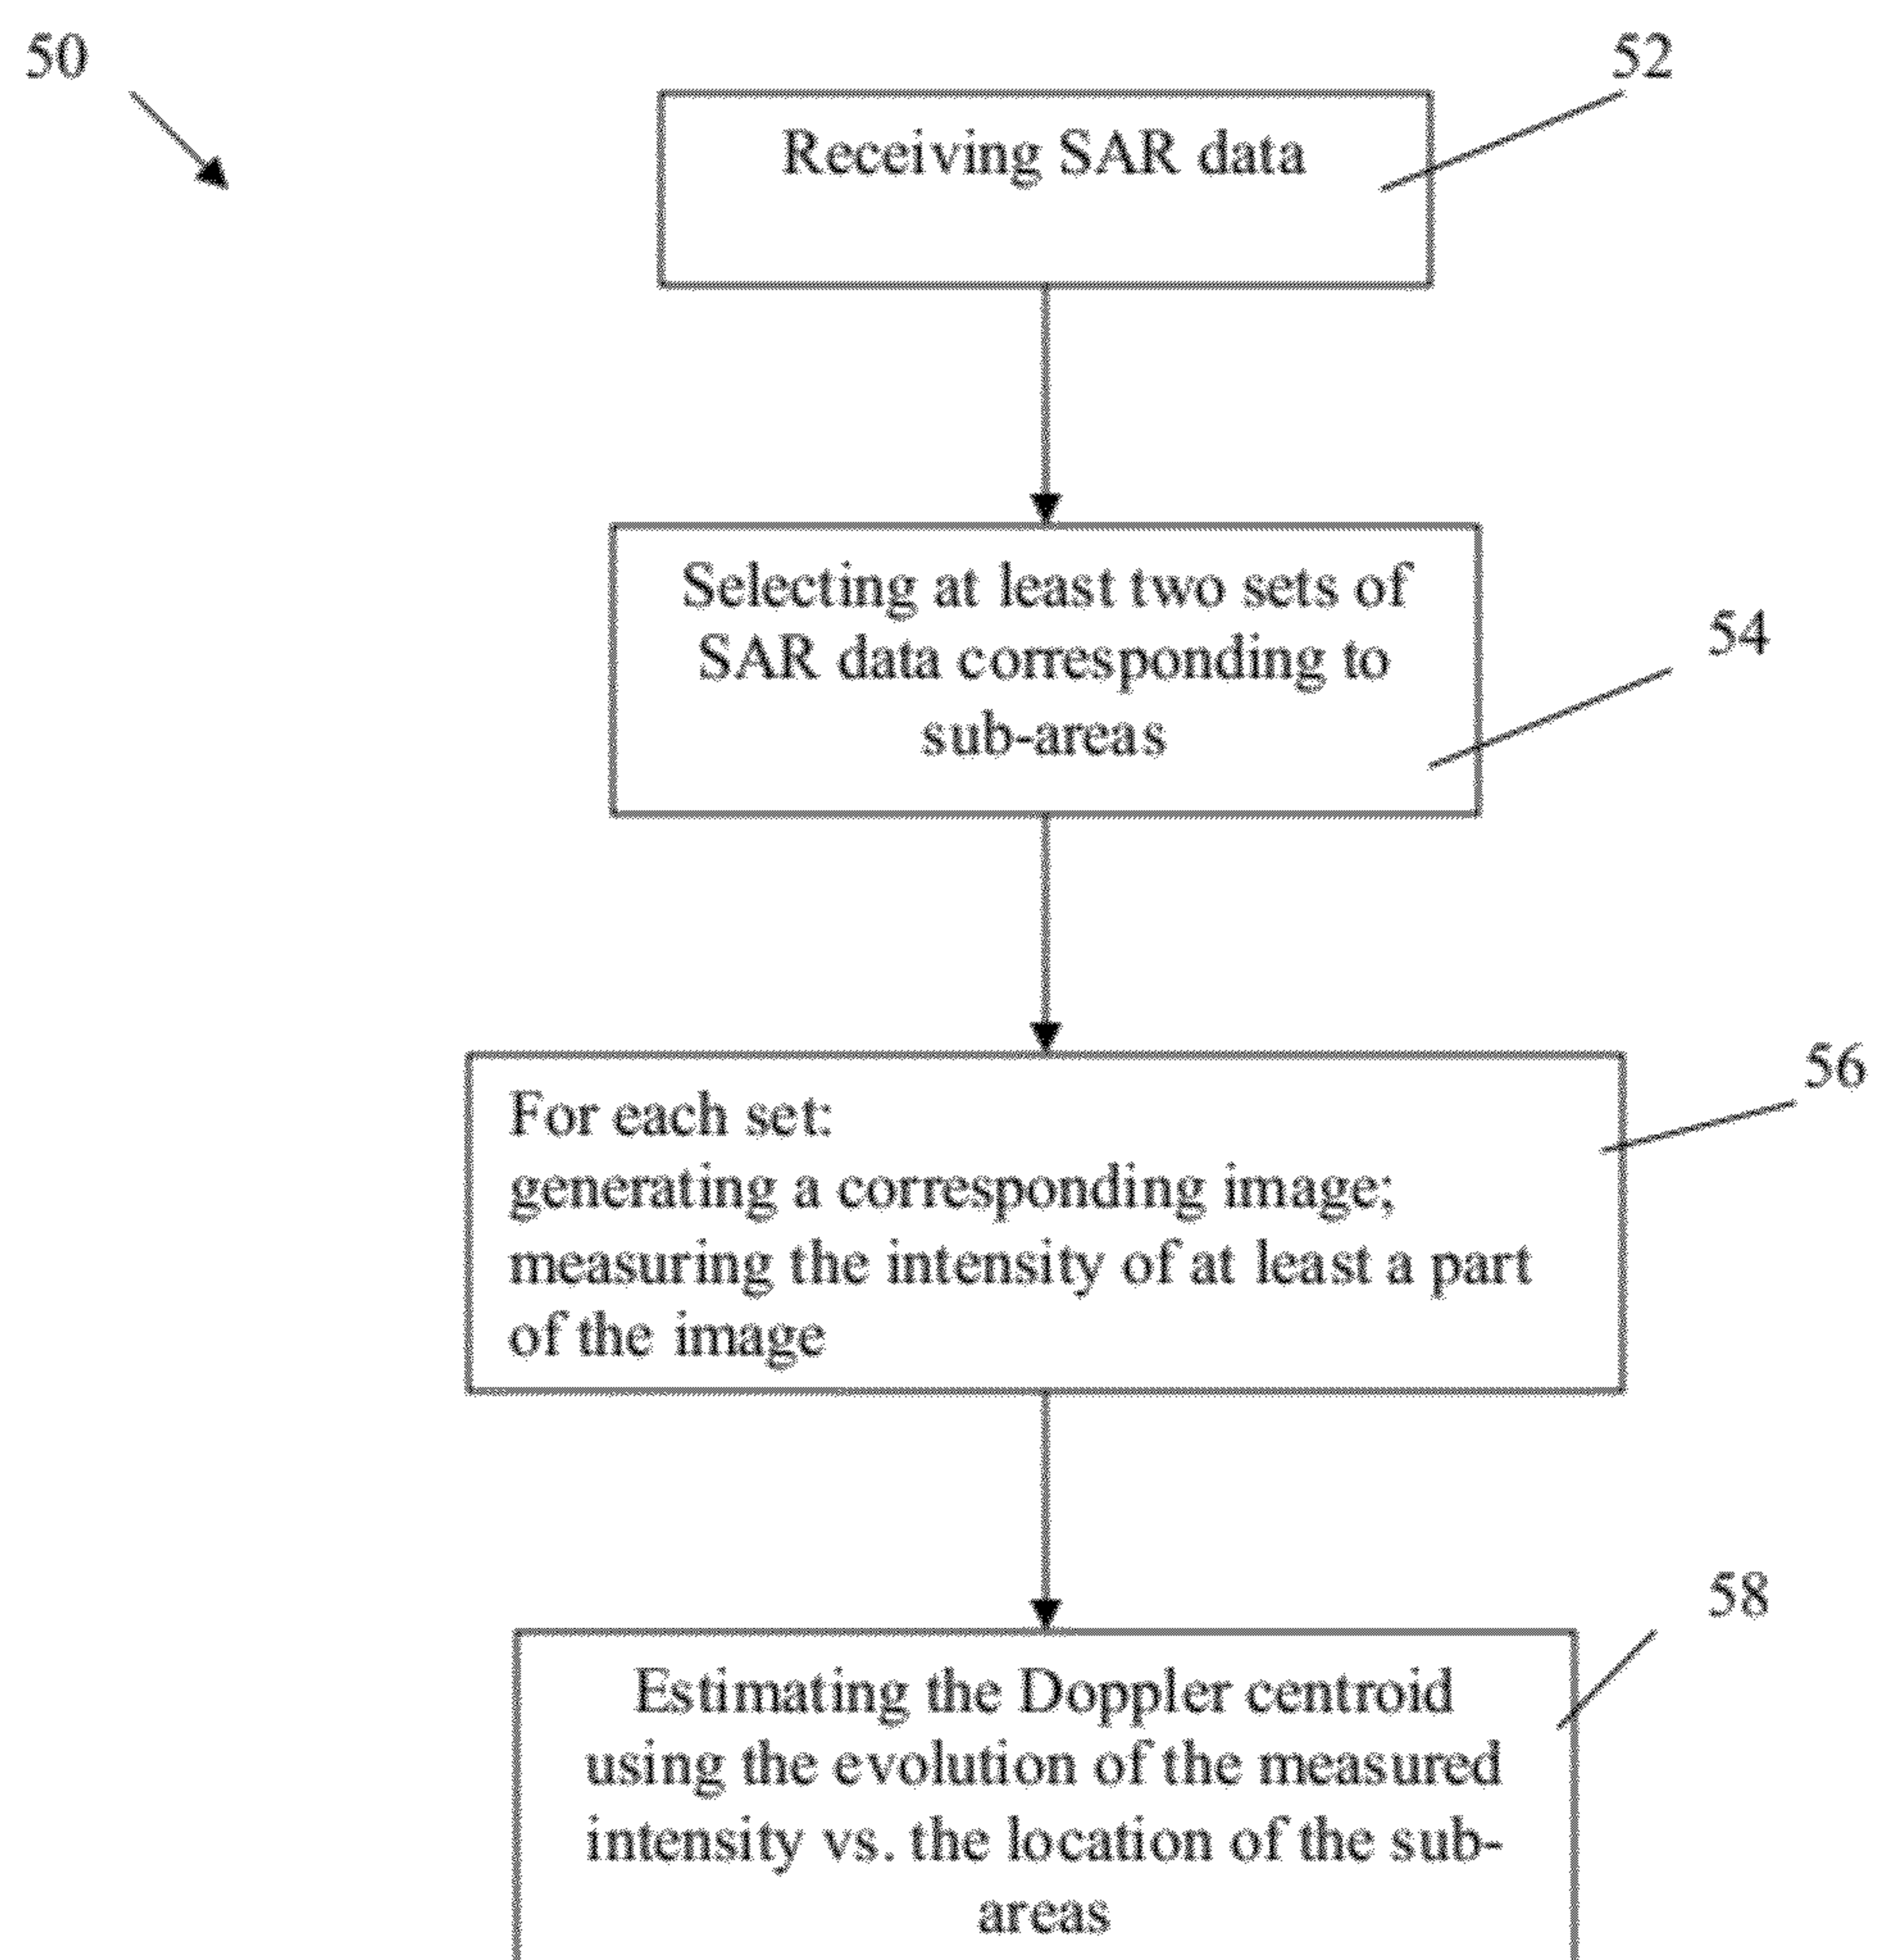 50
52
Receiving SAR data
Selecting at least two sets of
SAR data corresponding to
sub-areas
54
56
For each set:
generating a corresponding image;
measuring the intensity of at least a part
of the image
58
Estimating the Doppler centroid
using the evolution of the measured
intensity vs. the location of the sub-
areas